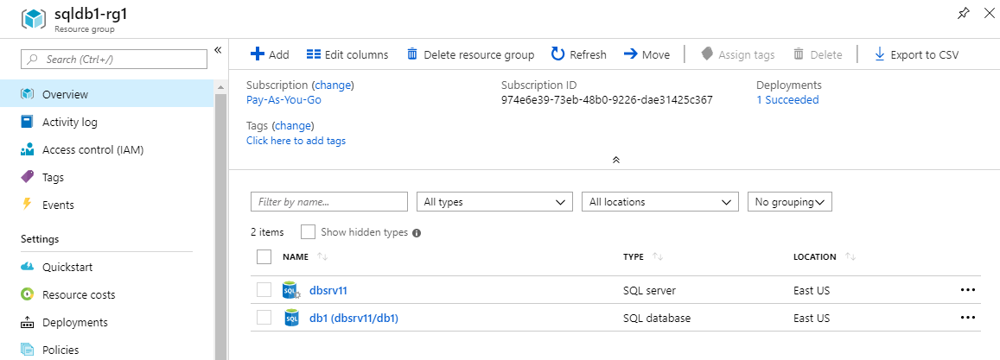 sqldb1-rg1
Resource group
Search (Ctrl+/)
Overview
Activity log
Access control (IAM)
Tags
Events
Settings
Quickstart
Resource costs
Deployments
Policies
Add Edit columns Delete resource group Refresh Move Assign tags Delete Export to CSV
Subscription (change) Subscription ID Deployments
Pay-As-You-Go 974e6e39-73eb-48b0-9226-dae31425c367 1 Succeeded
Tags (change)
Click here to add tags
Filter by name... All types All locations No grouping
2 items Show hidden types
NAME TYPE LOCATION
SQL dbsrv11 SQL server East US
SQL db1 (dbsrv11/db1) SQL database East US